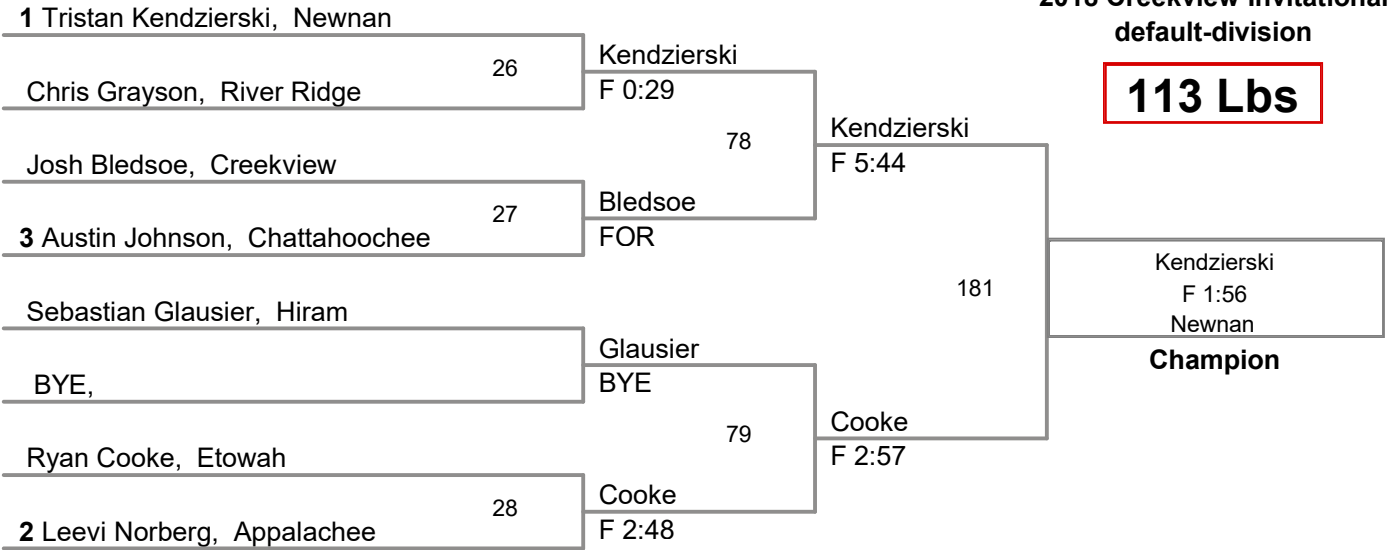 2018 Creekview Invitational
default-division
113 Lbs
1 Tristan Kendzierski, Newnan
26
Chris Grayson, River Ridge
Kendzierski
F 0:29
78
Josh Bledsoe, Creekview
27
3 Austin Johnson, Chattahoochee
Bledsoe
FOR
Kendzierski
F 5:44
181
Sebastian Glausier, Hiram
BYE,
Glausier
BYE
79
Ryan Cooke, Etowah
28
2 Leevi Norberg, Appalachee
Cooke
F 2:48
Cooke
F 2:57
Kendzierski
F 1:56
Newnan
Champion